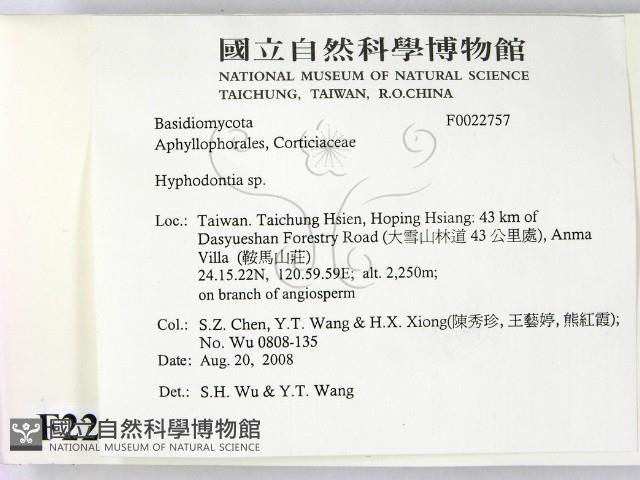 國立自然科學博物館
NATIONAL MUSEUM OF NATURAL SCIENCE
TAICHUNG, TAIWAN, R.O.CHINA
Basidiomycota F0022757
Aphyllophorales, Corticiaceae
Hyphodontia sp.
Loc.: Taiwan. Taichung Hsien, Hoping Hsiang: 43 km of
Dasyueshan Forestry Road (大雪山林道 43 公里處), Anma
Villa (鞍馬山莊)
24.15.22N, 120.59.59E; alt. 2,250m;
on branch of angiosperm
Col.: S.Z. Chen, Y.T. Wang & H.X. Xiong(陳秀珍, 王藝婷, 熊紅霞);
No. Wu 0808-135
Date: Aug. 20, 2008
Det.: S.H. Wu & Y.T. Wang
F22
國立自然科學博物館
NATIONAL MUSEUM OF NATURAL SCIENCE